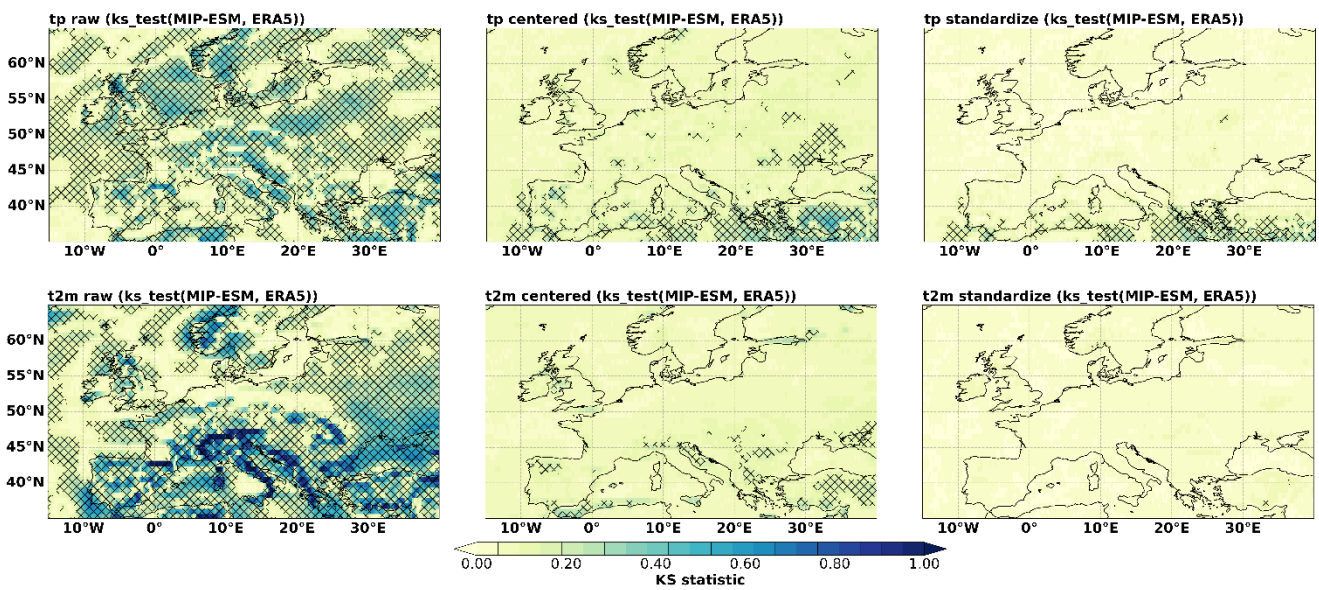 tp raw (ks_test(MIP-ESM, ERA5))
tp centered (ks_test(MIP-ESM, ERA5))
tp standardize (ks_test(MIP-ESM, ERA5))
60°N
55°N
50°N
45°N
40°N
10°W 0° 10°E 20°E 30°E
10°W 0° 10°E 20°E 30°E
10°W 0° 10°E 20°E 30°E
t2m raw (ks_test(MIP-ESM, ERA5))
t2m centered (ks_test(MIP-ESM, ERA5))
t2m standardize (ks_test(MIP-ESM, ERA5))
60°N
55°N
50°N
45°N
40°N
10°W 0° 10°E 20°E 30°E
10°W 0° 10°E 20°E 30°E
10°W 0° 10°E 20°E 30°E
0.00 0.20 0.40 0.60 0.80 1.00
KS statistic